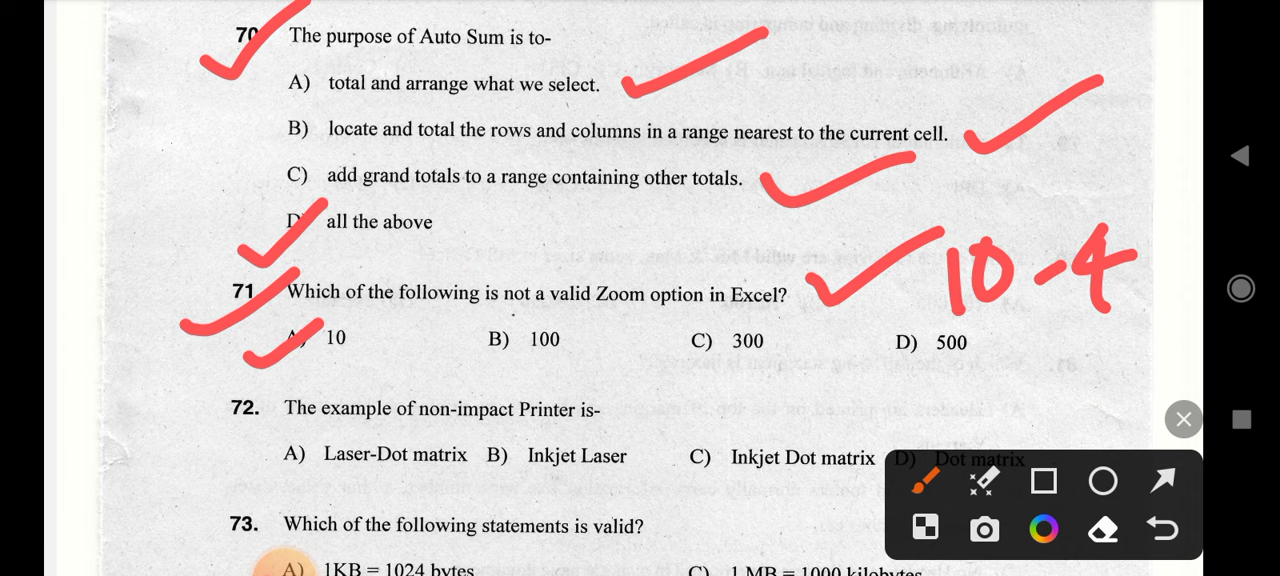 70 The purpose of Auto Sum is to-
A) total and arrange what we select.
B) locate and total the rows and columns in a range nearest to the current cell.
C) add grand totals to a range containing other totals.
D) all the above
71 Which of the following is not a valid Zoom option in Excel?
10-4
A) 10 B) 100 C) 300 D) 500
72. The example of non-impact Printer is-
A) Laser-Dot matrix B) Inkjet Laser C) Inkjet Dot matrix D) Dot matrix
73. Which of the following statements is valid?
A) 1KB = 1024 bytes C) 1 MB = 1000 kilobytes